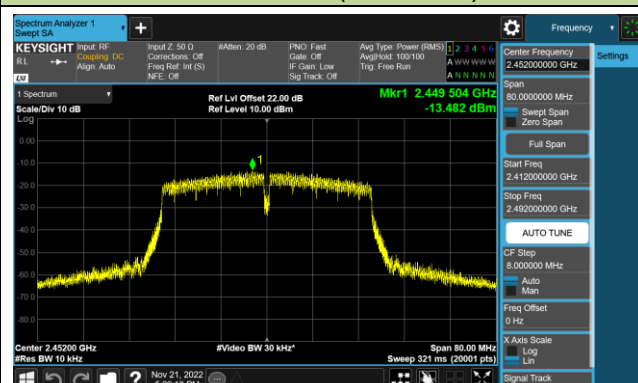 Spectrum Analyzer 1
Swept SA
+
Frequency
KEYSIGHT
RL
LXI
Input: RF
Coupling: DC
Align: Auto
Input Z: 50 Ω
Corrections: Off
Freq Ref: Int (S)
NFE: Off
#Atten: 20 dB
PNO: Fast
Gate: Off
IF Gain: Low
Sig Track: Off
Avg Type: Power (RMS)
Avg|Hold: 100/100
Trig: Free Run
1 2 3 4 5 6
A W W W W W
A N N N N N
Center Frequency
2.452000000 GHz
Settings
Span
80.0000000 MHz
Swept Span
Zero Span
Full Span
Start Freq
2.412000000 GHz
Stop Freq
2.492000000 GHz
AUTO TUNE
CF Step
8.000000 MHz
Auto
Man
Freq Offset
0 Hz
X Axis Scale
Log
Lin
Signal Track
1 Spectrum
Scale/Div 10 dB
Log
Ref Lvl Offset 22.00 dB
Ref Level 10.00 dBm
Mkr1 2.449 504 GHz
-13.482 dBm
1
0.00
-10.0
-20.0
-30.0
-40.0
-50.0
-60.0
-70.0
-80.0
Center 2.45200 GHz
#Res BW 10 kHz
#Video BW 30 kHz*
Span 80.00 MHz
Sweep 321 ms (20001 pts)
Nov 21, 2022